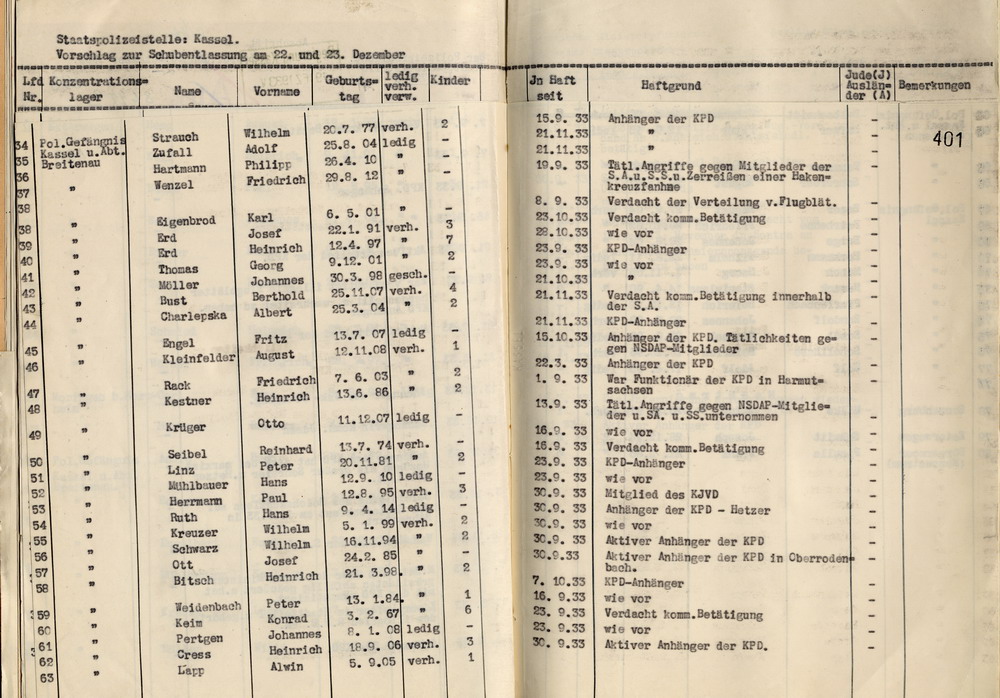 Staatspolizeistelle: Kassel.
Vorschlag zur Schubentlassung am 22. und 23. Dezember
Lfd Nr. Konzentrations= lager Name Vorname Geburts= tag ledig verh. verw. Kinder
34 Pol.Gefängnis Strauch Wilhelm 20.7. 77 verh. 2
35 Kassel u.Abt. Zufall Adolf 25.8. 04 ledig -
36 Breitenau Hartmann Philipp 26.4. 10 " -
37 " Wenzel Friedrich 29.8. 12 " -
38
38 " Eigenbrod Karl 6. 5. 01 " -
39 " Erd Josef 22.1. 91 verh. 3
40 " Erd Heinrich 12.4. 97 " 7
41 " Thomas Georg 9.12. 01 " 2
42 " Möller Johannes 30.3. 98 gesch. -
43 " Bust Berthold 25.11.07 verh. 4
44 " Charlepska Albert 25.3. 04 " 2
45 " Engel Fritz 13.7. 07 ledig -
46 " Kleinfelder August 12.11.08 verh. 1
47 " Rack Friedrich 7. 6. 03 " 2
48 " Kestner Heinrich 13.6. 86 " 2
49 " Krüger Otto 11.12.07 ledig -
50 " Seibel Reinhard 13.7. 74 verh. -
51 " Linz Peter 20.11.81 " 2
52 " Mühlbauer Hans 12.9. 10 ledig -
53 " Herrmann Paul 12.8. 95 verh. 3
54 " Ruth Hans 9. 4. 14 ledig -
55 " Kreuzer Wilhelm 5. 1. 99 verh. 2
56 " Schwarz Wilhelm 16.11.94 " 2
57 " Ott Josef 24.2. 85 " -
58 " Bitsch Heinrich 21. 3.98. " 2
59 " Weidenbach Peter 13. 1.84. " 1
60 " Keim Konrad 3. 2. 67 " 6
61 " Pertgen Johannes 8. 1. 08 ledig -
62 " Cress Heinrich 18.9. 06 verh. 3
63 " Lapp Alwin 5. 9.05 verh. 1
Jn Haft seit Haftgrund Jude(J) Auslän= der (A) Bemerkungen
15.9. 33 Anhänger der KPD -
21.11.33 " -
401
21.11.33 " -
19.9. 33 Tätl.Angriffe gegen Mitglieder der -
S.A.u.S.S.u.Zerreißen einer Haken-
kreuzfahne
8. 9. 33 Verdacht der Verteilung v.Flugblät. -
23.10.33 Verdacht komm.Betätigung -
28.10.33 wie vor -
23.9. 33 KPD-Anhänger -
23.9. 33 wie vor -
21.10.33 " -
21.11.33 Verdacht komm.Betätigung innerhalb -
der S.A.
21.11.33 KPD-Anhänger -
15.10.33 Anhänger der KPD. Tätlichkeiten ge= -
gen NSDAP-Mitglieder
22.3. 33 Anhänger der KPD -
1. 9. 33 War Funktionär der KPD in Harmut= -
sachsen
13.9. 33 Tätl.Angriffe gegen NSDAP-Mitglie=
der u.SA. u.SS.unternommen -
16.9. 33 wie vor -
16.9. 33 Verdacht komm.Betätigung -
23.9. 33 KPD-Anhänger -
23.9. 33 wie vor -
30.9. 33 Mitglied des KJVD -
30.9. 33 Anhänger der KPD - Hetzer -
30.9. 33 wie vor -
30.9. 33 Aktiver Anhänger der KPD -
30.9.33 Aktiver Anhänger der KPD in Oberroden= -
bach.
7. 10.33 KPD-Anhänger -
16. 9.33 wie vor -
23. 9.33 Verdacht komm.Betätigung -
23. 9.33 wie vor -
30. 9.33 Aktiver Anhänger der KPD. -